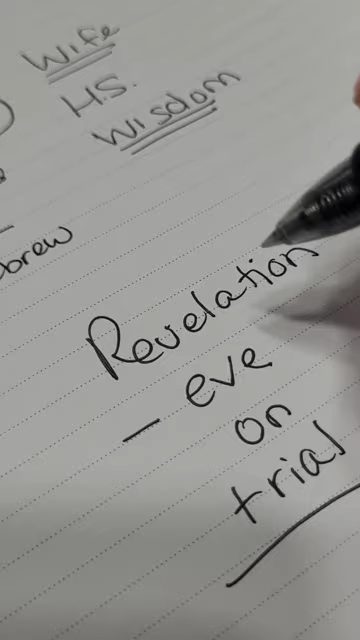 Wife
H.S.
Wisdom
brew
Revelation
- eve
on
trial